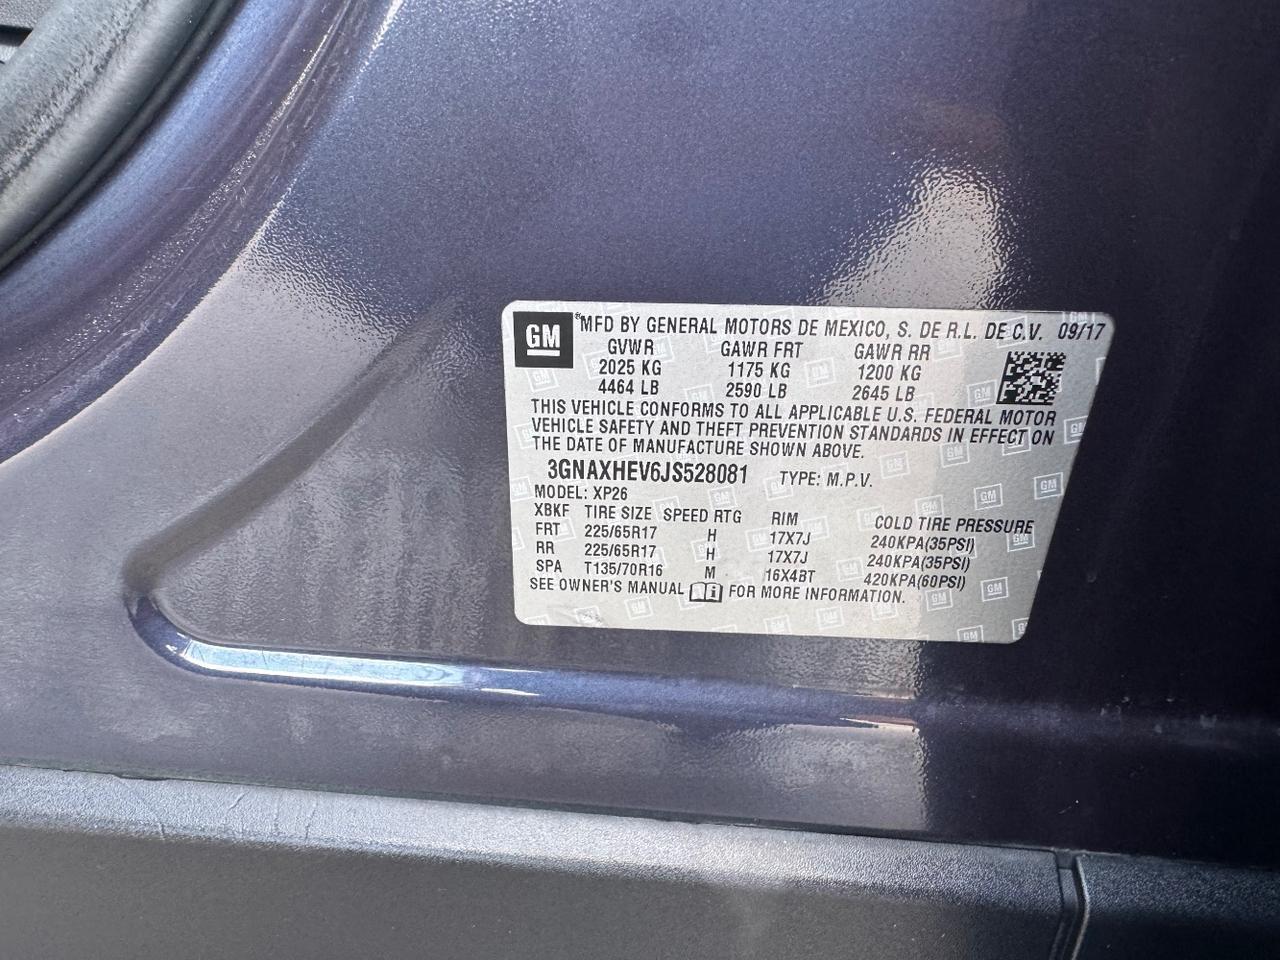 GM ® MFD BY GENERAL MOTORS DE MEXICO, S. DE R.L. DE C.V. 09/17
GVWR GAWR FRT GAWR RR
2025 KG 1175 KG 1200 KG
4464 LB 2590 LB 2645 LB
THIS VEHICLE CONFORMS TO ALL APPLICABLE U.S. FEDERAL MOTOR
VEHICLE SAFETY AND THEFT PREVENTION STANDARDS IN EFFECT ON
THE DATE OF MANUFACTURE SHOWN ABOVE.
3GNAXHEV6JS528081 TYPE: M.P.V.
MODEL: XP26
XBKF TIRE SIZE SPEED RTG RIM COLD TIRE PRESSURE
FRT 225/65R17 H 17X7J 240KPA(35PSI)
RR 225/65R17 H 17X7J 240KPA(35PSI)
SPA T135/70R16 M 16X4BT 420KPA(60PSI)
SEE OWNER'S MANUAL FOR MORE INFORMATION.